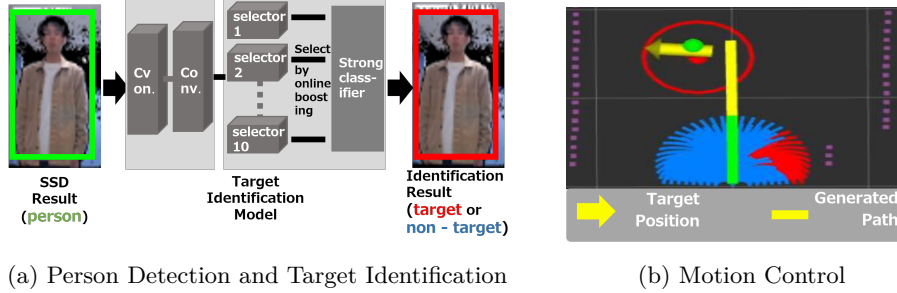 selector
1
selector
2
selector
10
Cv
on.
Co
nv.
Select
by
online
boost
ing
Strong
class-
ifier
SSD
Result
(person)
Target
Identification
Model
Identification
Result
(target or
non - target)
Target
Position
Generated
Path
(a) Person Detection and Target Identification
(b) Motion Control